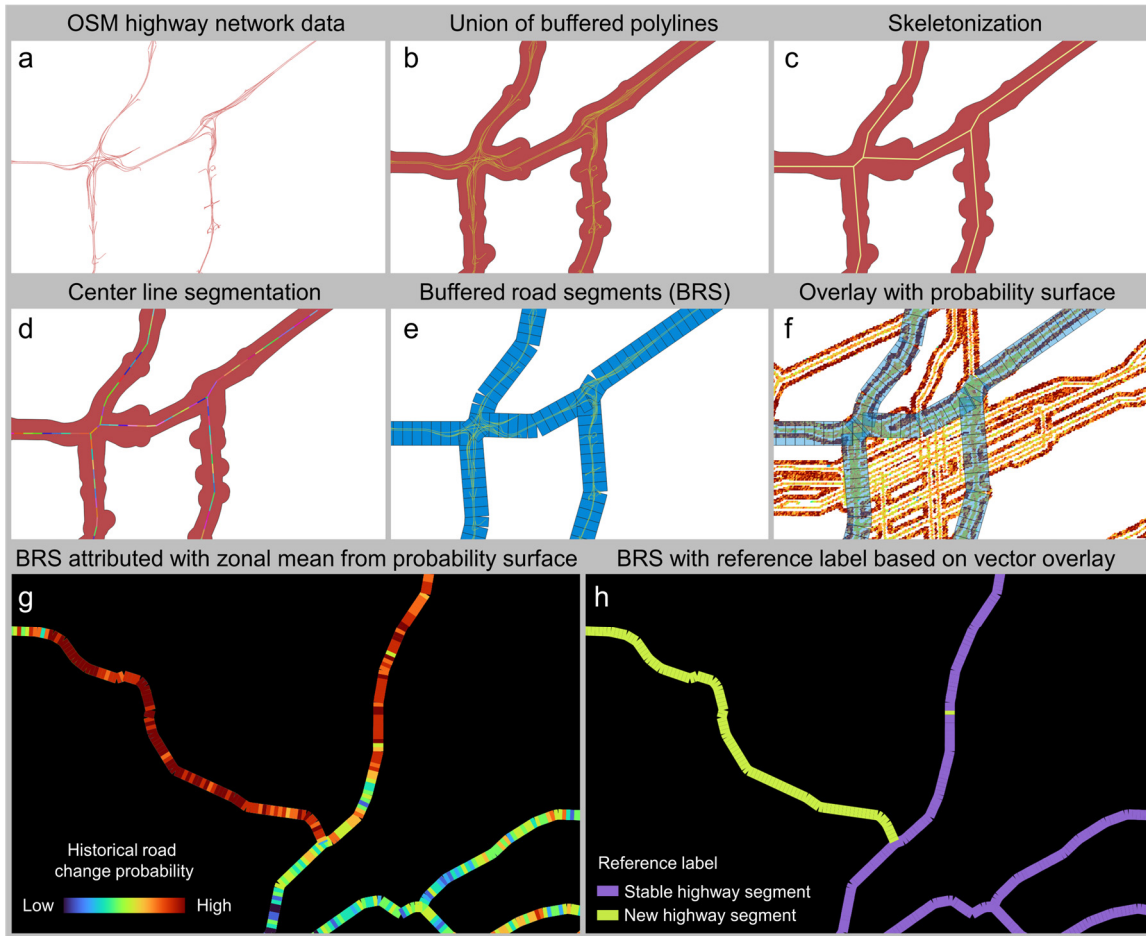 OSM highway network data
Union of buffered polylines
Skeletonization
a
b
c
Center line segmentation
Buffered road segments (BRS)
Overlay with probability surface
d
e
f
BRS attributed with zonal mean from probability surface
BRS with reference label based on vector overlay
g
h
Historical road
change probability
Low
High
Reference label
Stable highway segment
New highway segment